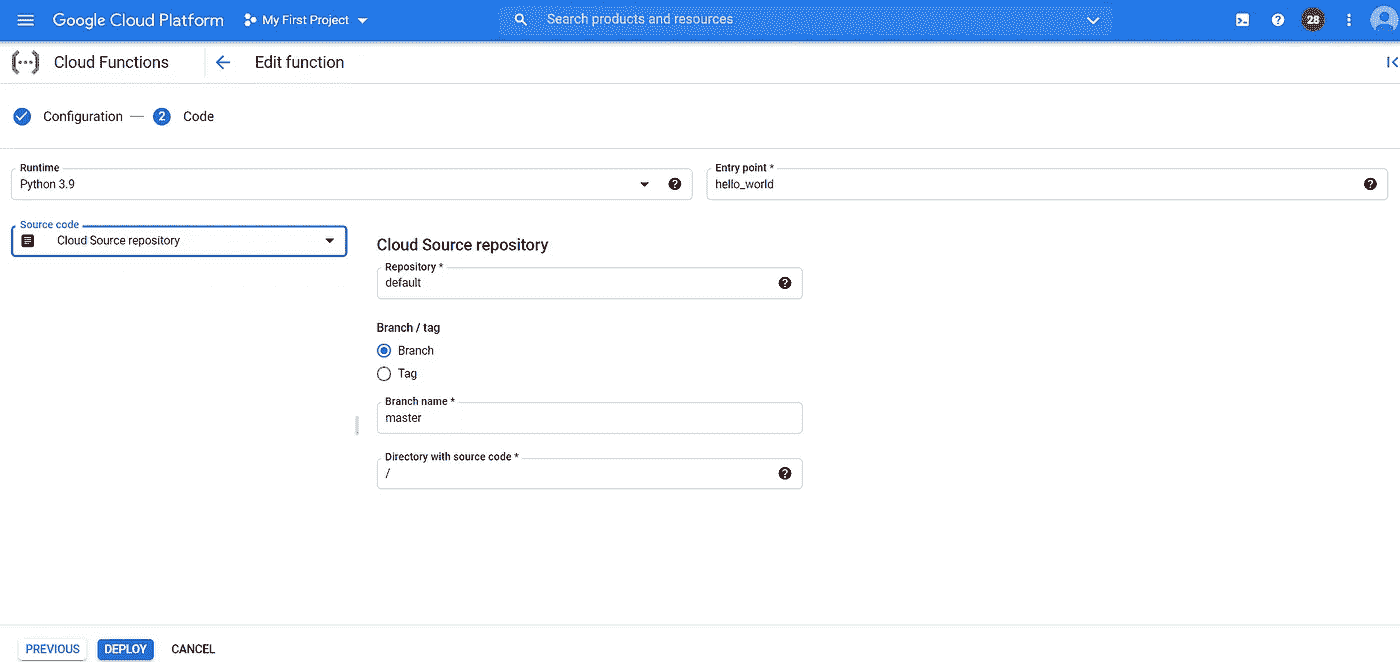 Google Cloud Platform My First Project Search products and resources 28
Cloud Functions Edit function
Configuration 2 Code
Runtime
Python 3.9
Entry point *
hello_world
Source code
Cloud Source repository
Cloud Source repository
Repository *
default
Branch / tag
Branch
Tag
Branch name *
master
Directory with source code *
/
PREVIOUS DEPLOY CANCEL